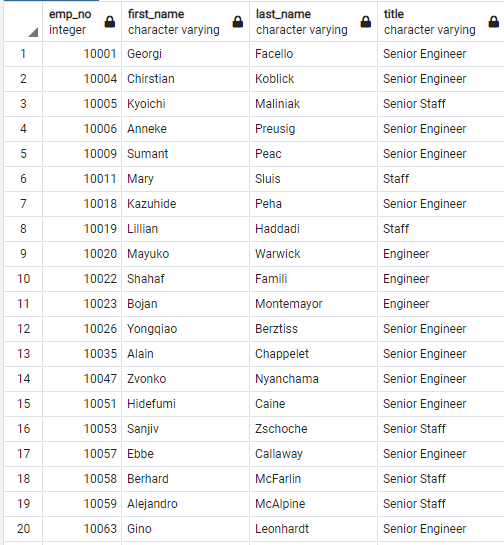 emp_no first_name last_name title
integer character varying character varying character varying
1 10001 Georgi Facello Senior Engineer
2 10004 Chirstian Koblick Senior Engineer
3 10005 Kyoichi Maliniak Senior Staff
4 10006 Anneke Preusig Senior Engineer
5 10009 Sumant Peac Senior Engineer
6 10011 Mary Sluis Staff
7 10018 Kazuhide Peha Senior Engineer
8 10019 Lillian Haddadi Staff
9 10020 Mayuko Warwick Engineer
10 10022 Shahaf Famili Engineer
11 10023 Bojan Montemayor Engineer
12 10026 Yongqiao Berztiss Senior Engineer
13 10035 Alain Chappelet Senior Engineer
14 10047 Zvonko Nyanchama Senior Engineer
15 10051 Hidefumi Caine Senior Engineer
16 10053 Sanjiv Zschoche Senior Staff
17 10057 Ebbe Callaway Senior Engineer
18 10058 Berhard McFarlin Senior Staff
19 10059 Alejandro McAlpine Senior Staff
20 10063 Gino Leonhardt Senior Engineer